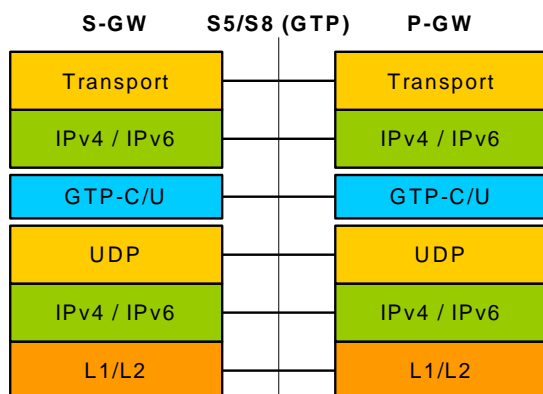 S-GW S5/S8 (GTP) P-GW
Transport Transport
IPv4 / IPv6 IPv4 / IPv6
GTP-C/U GTP-C/U
UDP UDP
IPv4 / IPv6 IPv4 / IPv6
L1/L2 L1/L2